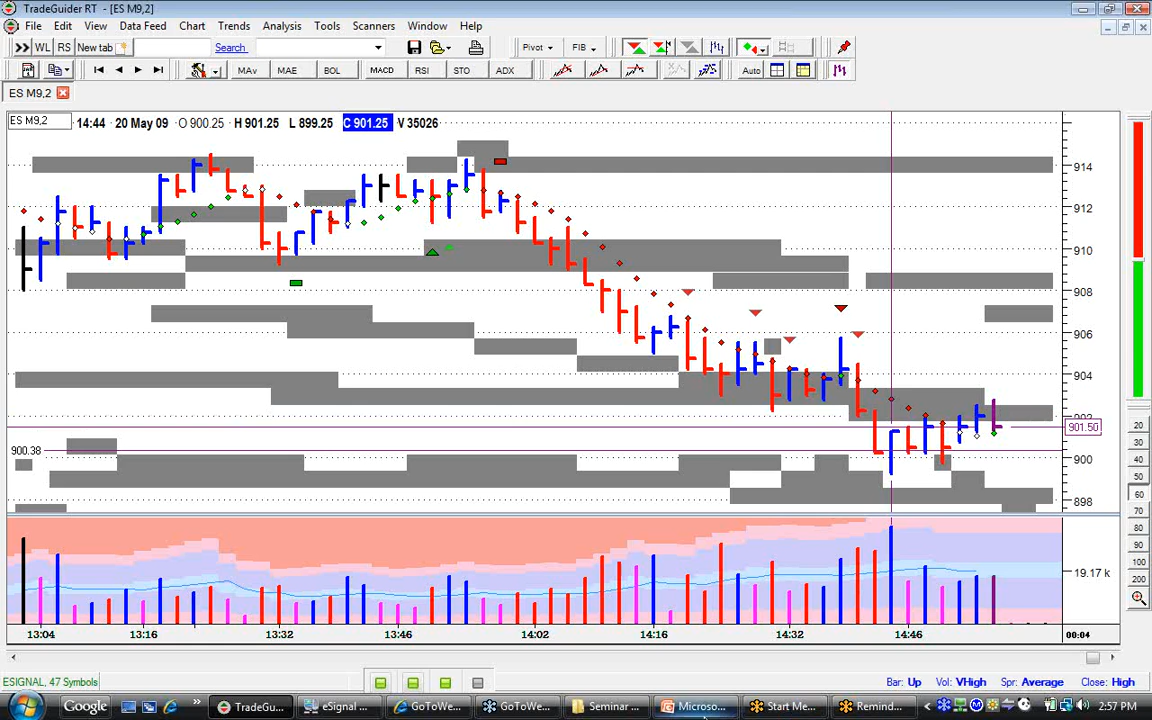 TradeGuider RT - [ES M9,2]
File Edit View Data Feed Chart Trends Analysis Tools Scanners Window Help
WL RS New tab Search Pivot FIB
MAv MAE BOL MACD RSI STO ADX Auto
ES M9,2
ES M9,2 14:44 20 May 09 O 900.25 H 901.25 L 899.25 C 901.25 V 35026
914
912
910
908
906
904
902
901.50
900.38
900
898
20
30
40
50
60
70
80
90
100
200
19.17 k
13:04 13:16 13:32 13:46 14:02 14:16 14:32 14:46 00:04
ESIGNAL, 47 Symbols Bar: Up Vol: VHigh Spr: Average Close: High
Google TradeGu... eSignal ... GoToWe... GoToWe... Seminar ... Microso... Start Me... Remind... 2:57 PM